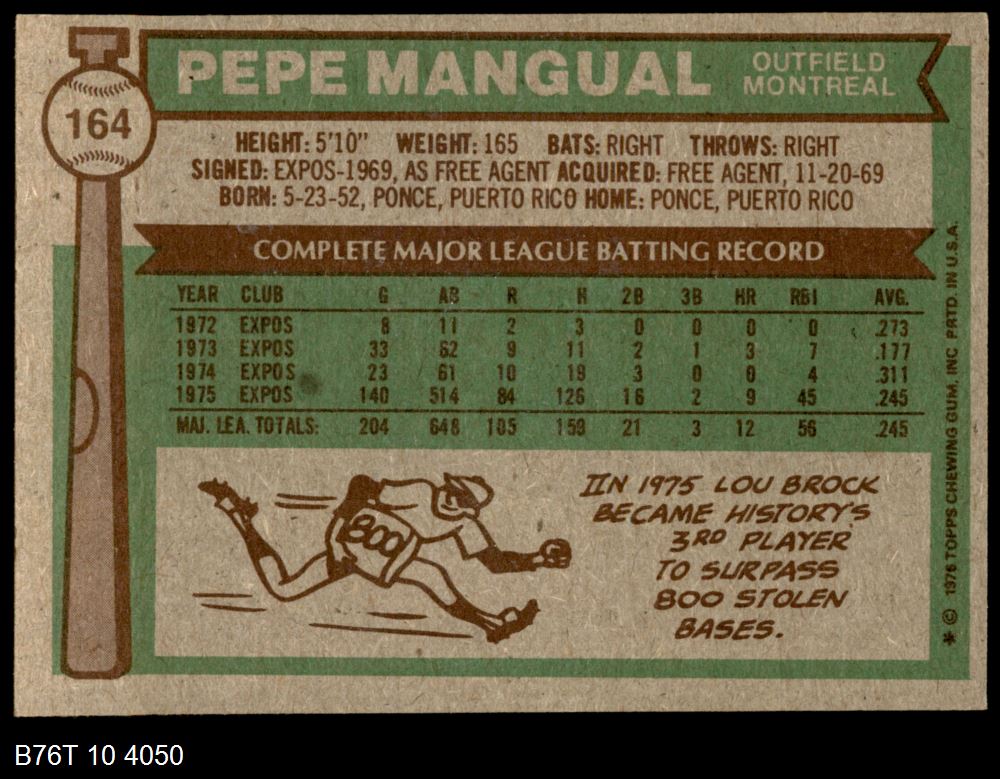 164
PEPE MANGUAL
OUTFIELD
MONTREAL
HEIGHT: 5'10" WEIGHT: 165 BATS: RIGHT THROWS: RIGHT
SIGNED: EXPOS-1969, AS FREE AGENT ACQUIRED: FREE AGENT, 11-20-69
BORN: 5-23-52, PONCE, PUERTO RICO HOME: PONCE, PUERTO RICO
COMPLETE MAJOR LEAGUE BATTING RECORD
YEAR CLUB G AB R H 2B 3B HR RBI AVG.
1972 EXPOS 8 11 2 3 0 0 0 0 .273
1973 EXPOS 33 62 9 11 2 1 3 7 .177
1974 EXPOS 23 61 10 19 3 0 0 4 .311
1975 EXPOS 140 514 84 126 16 2 9 45 .245
MAJ. LEA. TOTALS: 204 648 105 159 21 3 12 56 .245
800
IN 1975 LOU BROCK
BECAME HISTORY'S
3RD PLAYER
TO SURPASS
800 STOLEN
BASES.
* © 1976 TOPPS CHEWING GUM, INC PRTD. IN U.S.A.
B76T 10 4050